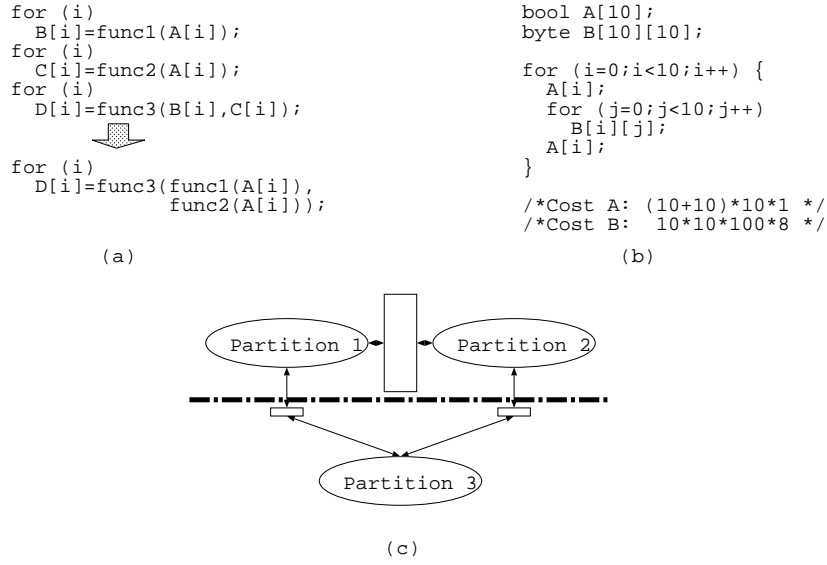 for (i)
  B[i]=func1(A[i]);
for (i)
  C[i]=func2(A[i]);
for (i)
  D[i]=func3(B[i],C[i]);
for (i)
  D[i]=func3(func1(A[i]),
             func2(A[i]));
(a)
bool A[10];
byte B[10][10];
for (i=0;i<10;i++) {
  A[i];
  for (j=0;j<10;j++)
    B[i][j];
  A[i];
}
/*Cost A: (10+10)*10*1 */
/*Cost B:  10*10*100*8 */
(b)
Partition 1
Partition 2
Partition 3
(c)